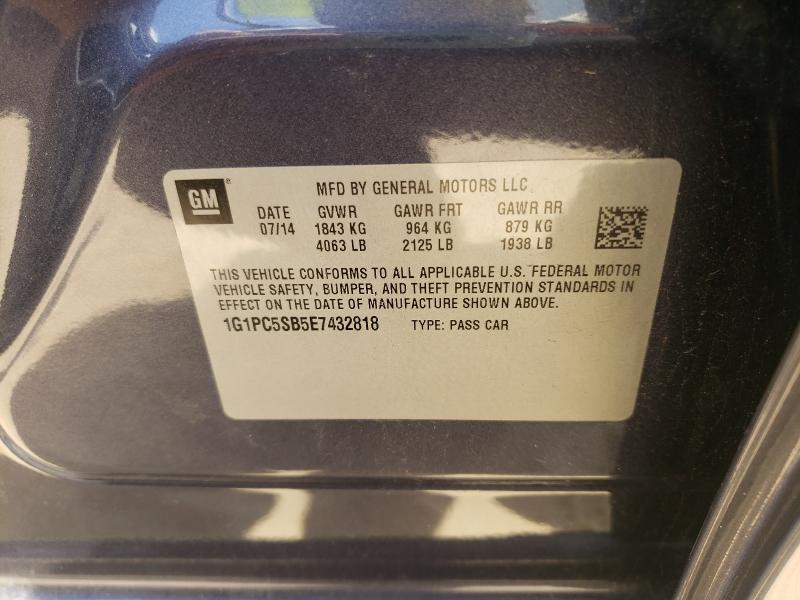 GM® MFD BY GENERAL MOTORS LLC
DATE GVWR GAWR FRT GAWR RR
07/14 1843 KG 964 KG 879 KG
4063 LB 2125 LB 1938 LB
THIS VEHICLE CONFORMS TO ALL APPLICABLE U.S. FEDERAL MOTOR
VEHICLE SAFETY, BUMPER, AND THEFT PREVENTION STANDARDS IN
EFFECT ON THE DATE OF MANUFACTURE SHOWN ABOVE.
1G1PC5SB5E7432818 TYPE: PASS CAR